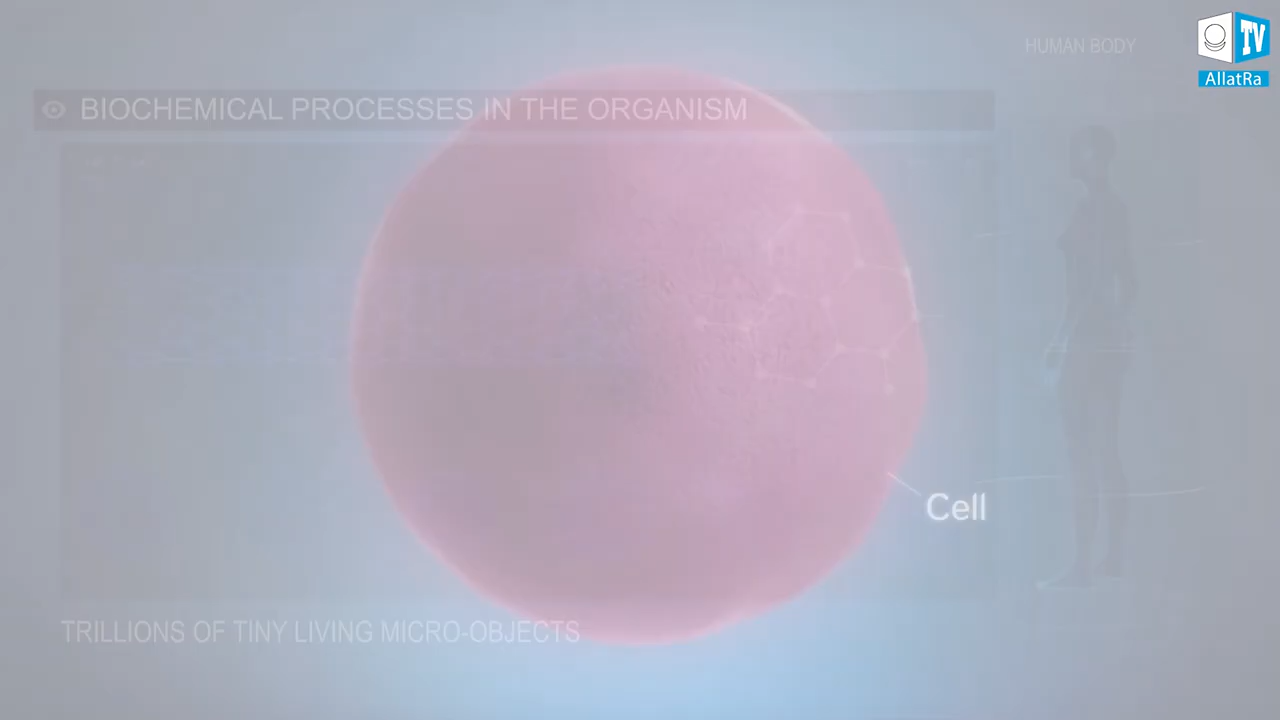 TV
AllatRa
HUMAN BODY
BIOCHEMICAL PROCESSES IN THE ORGANISM
Cell
TRILLIONS OF TINY LIVING MICRO-OBJECTS